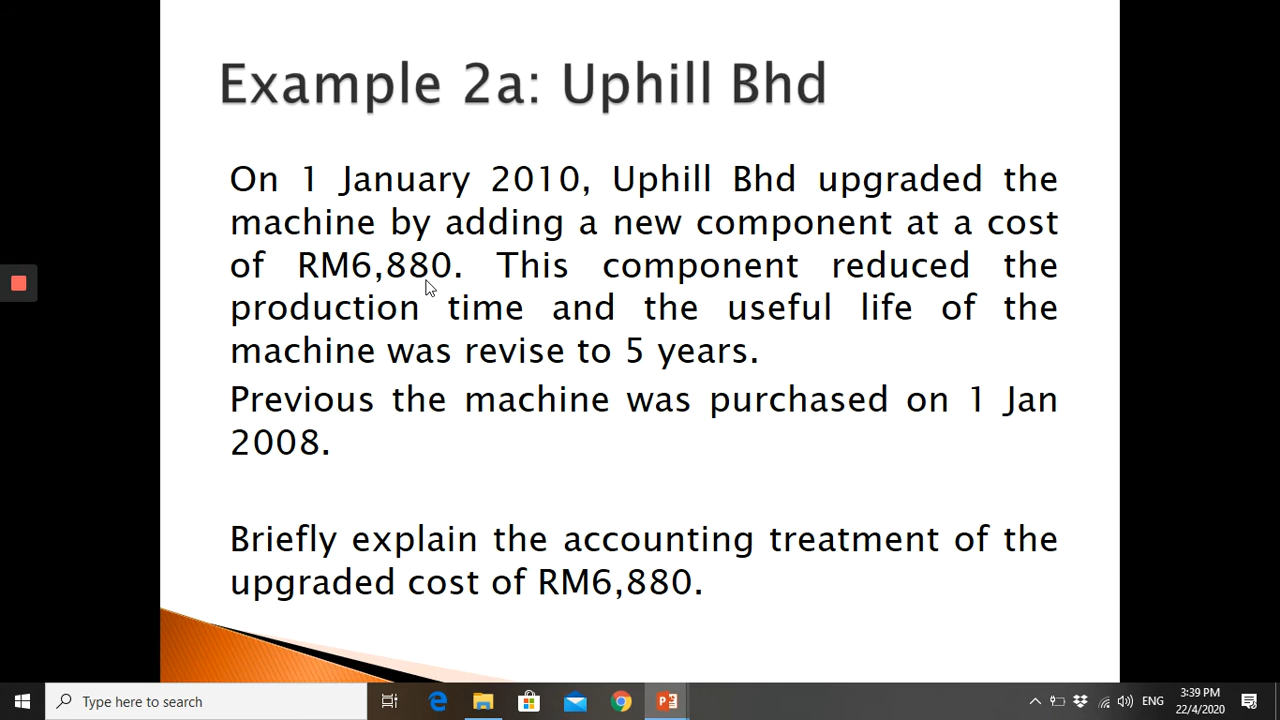 Example 2a: Uphill Bhd
On 1 January 2010, Uphill Bhd upgraded the
machine by adding a new component at a cost
of RM6,880. This component reduced the
production time and the useful life of the
machine was revise to 5 years.
Previous the machine was purchased on 1 Jan
2008.
Briefly explain the accounting treatment of the
upgraded cost of RM6,880.
Type here to search
ENG
3:39 PM
22/4/2020